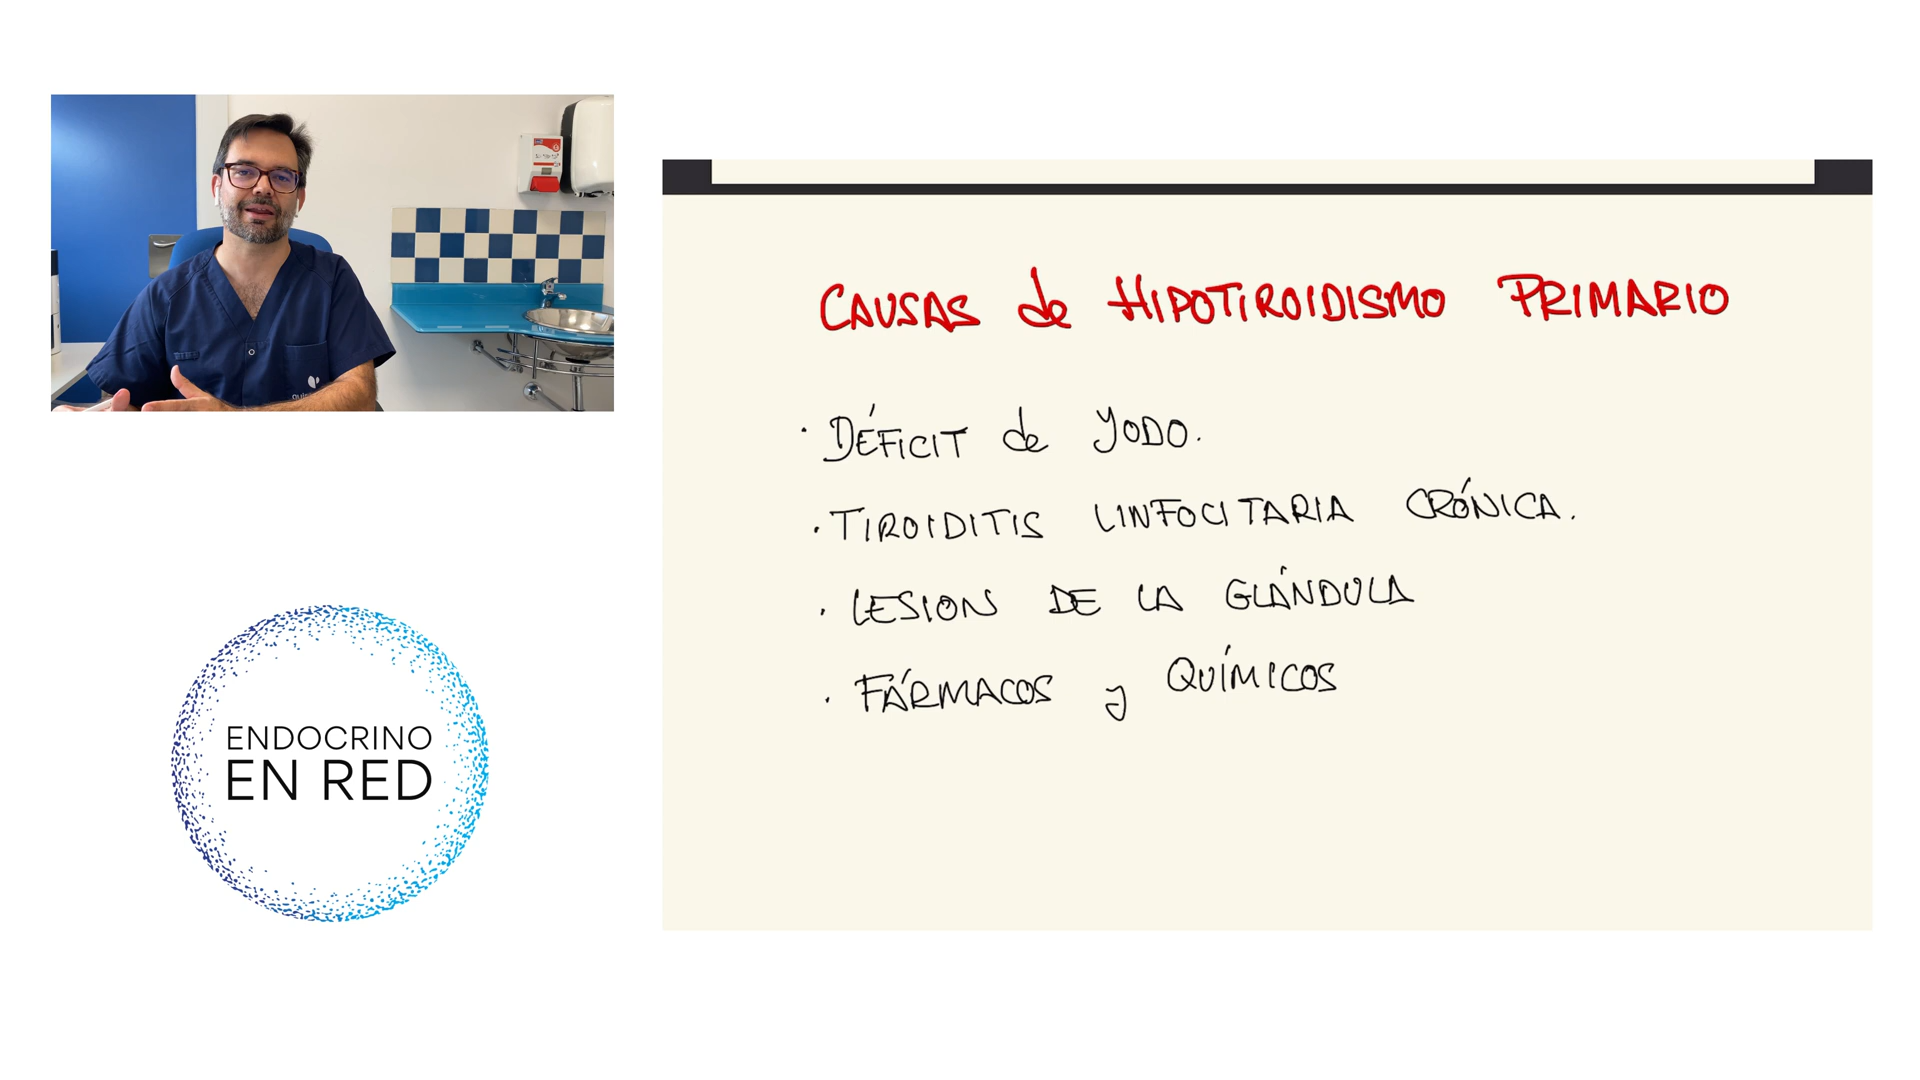 CAUSAS de HIPOTIROIDISMO PRIMARIO
· DÉFICIT de YODO.
· TIROIDITIS LINFOCITARIA CRÓNICA.
· LESION DE LA GLÁNDULA
· FÁRMACOS y QUÍMICOS
ENDOCRINO
EN RED